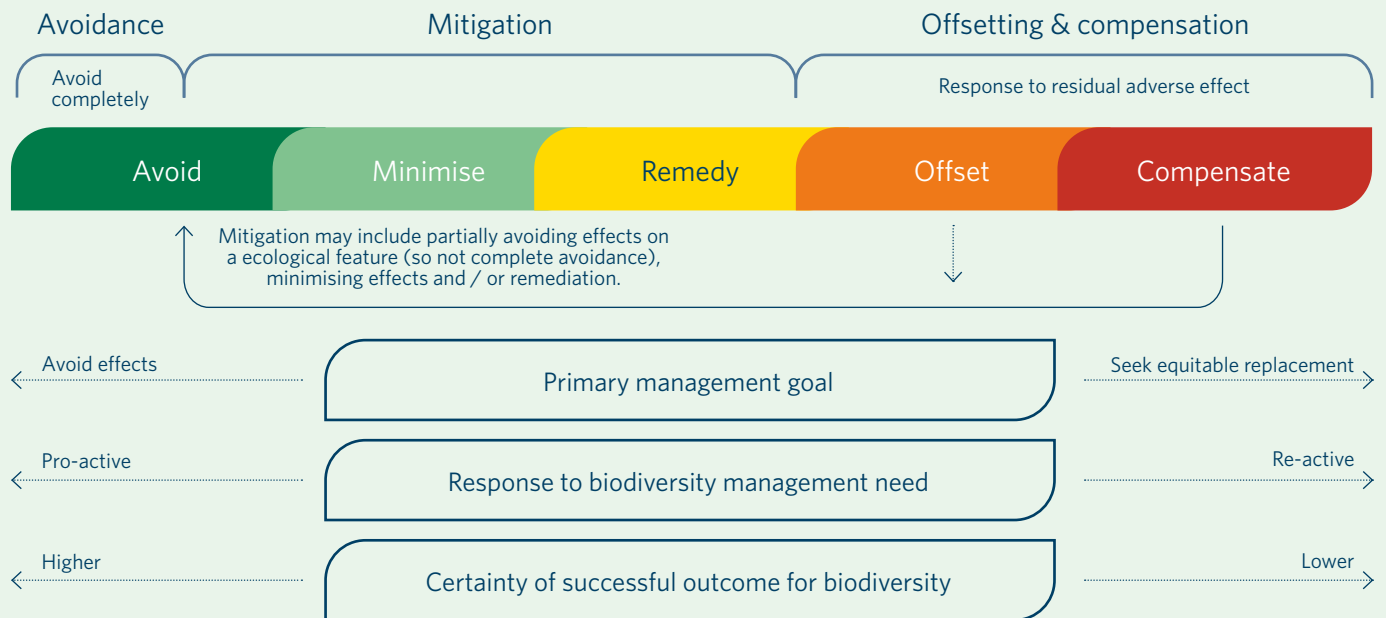 Avoidance
Mitigation
Offsetting & compensation
Avoid
completely
Response to residual adverse effect
Avoid
Minimise
Remedy
Offset
Compensate
Mitigation may include partially avoiding effects on
a ecological feature (so not complete avoidance),
minimising effects and / or remediation.
Avoid effects
Primary management goal
Seek equitable replacement
Pro-active
Response to biodiversity management need
Re-active
Higher
Certainty of successful outcome for biodiversity
Lower